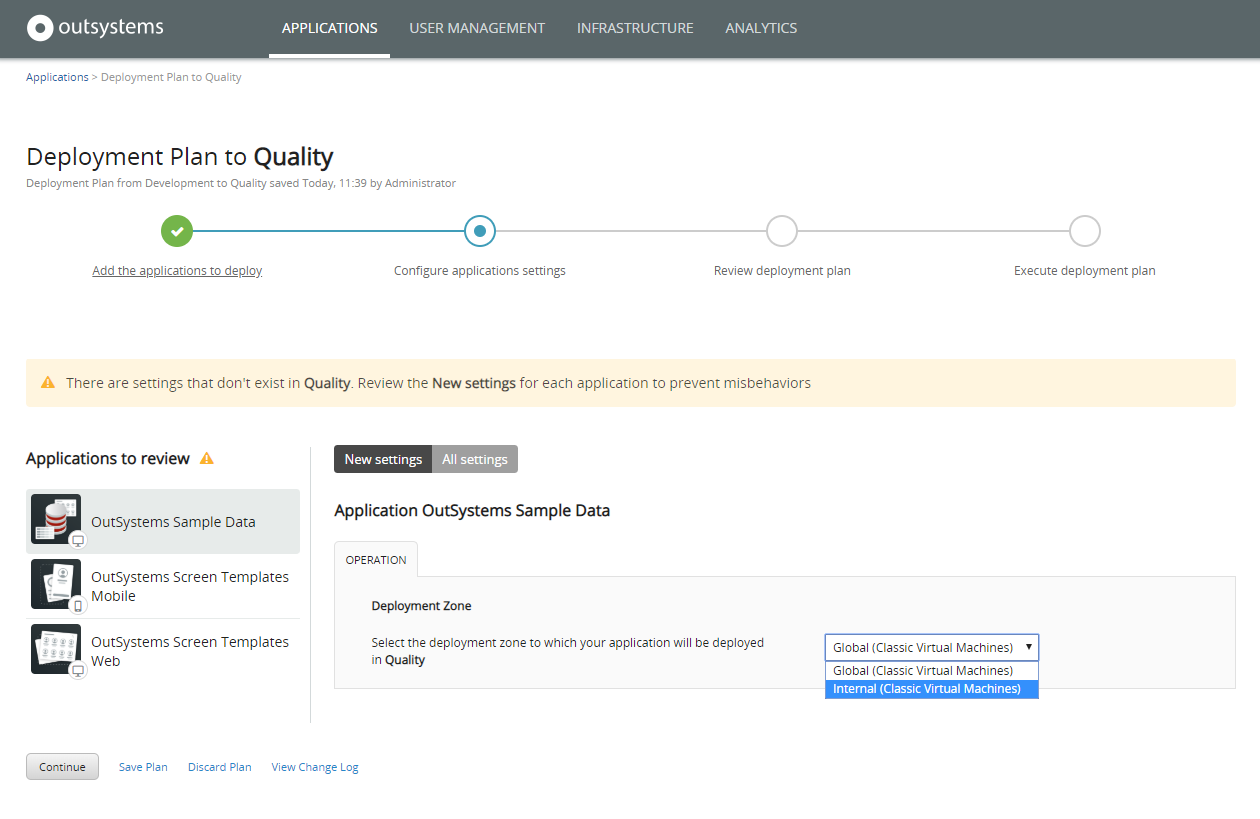 outsystems
APPLICATIONS
USER MANAGEMENT
INFRASTRUCTURE
ANALYTICS
Applications > Deployment Plan to Quality
Deployment Plan to Quality
Deployment Plan from Development to Quality saved Today, 11:39 by Administrator
Add the applications to deploy
Configure applications settings
Review deployment plan
Execute deployment plan
There are settings that don't exist in Quality. Review the New settings for each application to prevent misbehaviors
Applications to review
OutSystems Sample Data
OutSystems Screen Templates
Mobile
OutSystems Screen Templates
Web
New settings
All settings
Application OutSystems Sample Data
OPERATION
Deployment Zone
Select the deployment zone to which your application will be deployed
in Quality
Global (Classic Virtual Machines)
Global (Classic Virtual Machines)
Internal (Classic Virtual Machines)
Continue
Save Plan
Discard Plan
View Change Log